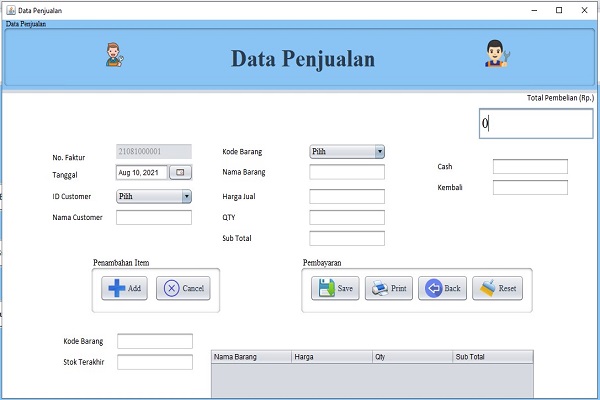 Data Penjualan
Data Penjualan
Data Penjualan
Total Pembelian (Rp.)
0
No. Faktur
21081000001
Kode Barang
Pilih
Tanggal
Aug 10, 2021
Nama Barang
Cash
ID Customer
Pilih
Harga Jual
Kembali
Nama Customer
QTY
Sub Total
Penambahan Item
Pembayaran
Add
Cancel
Save
Print
Back
Reset
Kode Barang
Stok Terakhir
Nama Barang
Harga
Qty
Sub Total